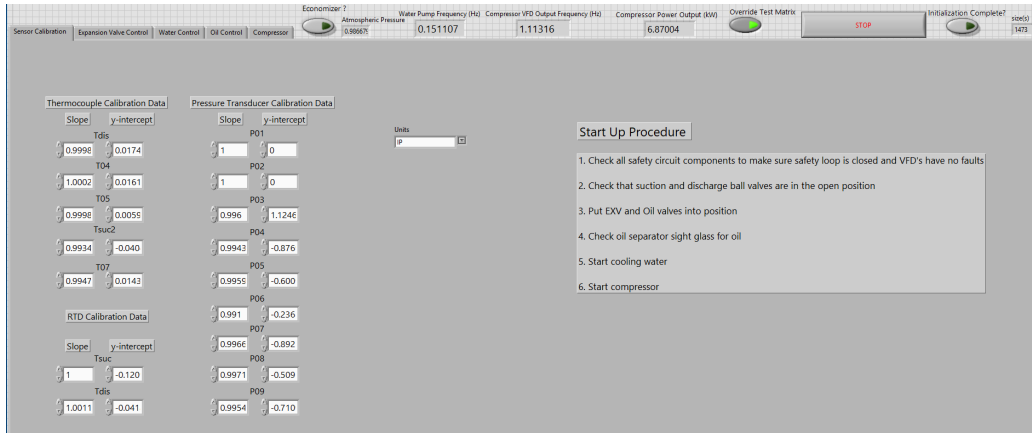 Economizer ?
Atmospheric Pressure
0.98667
Water Pump Frequency (Hz)
0.151107
Compressor VFD Output Frequency (Hz)
1.11316
Compressor Power Output (kW)
6.87004
Override Test Matrix
STOP
Initialization Complete?
size(s)
1473
Sensor Calibration
Expansion Valve Control
Water Control
Oil Control
Compressor
Thermocouple Calibration Data
Slope y-intercept
Tdis
0.9998 0.0174
T04
1.0002 0.0161
T05
0.9998 0.0059
Tsuc2
0.9934 -0.040
T07
0.9947 0.0143
RTD Calibration Data
Slope y-intercept
Tsuc
1 -0.120
Tdis
1.0011 -0.041
Pressure Transducer Calibration Data
Slope y-intercept
P01
1 0
P02
1 0
P03
0.996 1.1246
P04
0.9943 -0.876
P05
0.9959 -0.600
P06
0.991 -0.236
P07
0.9966 -0.892
P08
0.9971 -0.509
P09
0.9954 -0.710
Units
IP
Start Up Procedure
1. Check all safety circuit components to make sure safety loop is closed and VFD's have no faults
2. Check that suction and discharge ball valves are in the open position
3. Put EXV and Oil valves into position
4. Check oil separator sight glass for oil
5. Start cooling water
6. Start compressor